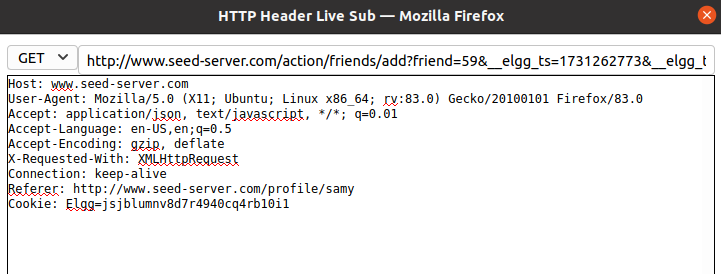 HTTP Header Live Sub — Mozilla Firefox
GET http://www.seed-server.com/action/friends/add?friend=59&__elgg_ts=1731262773&__elgg_t
Host: www.seed-server.com
User-Agent: Mozilla/5.0 (X11; Ubuntu; Linux x86_64; rv:83.0) Gecko/20100101 Firefox/83.0
Accept: application/json, text/javascript, */*; q=0.01
Accept-Language: en-US,en;q=0.5
Accept-Encoding: gzip, deflate
X-Requested-With: XMLHttpRequest
Connection: keep-alive
Referer: http://www.seed-server.com/profile/samy
Cookie: Elgg=jsjblumnv8d7r4940cq4rb10i1